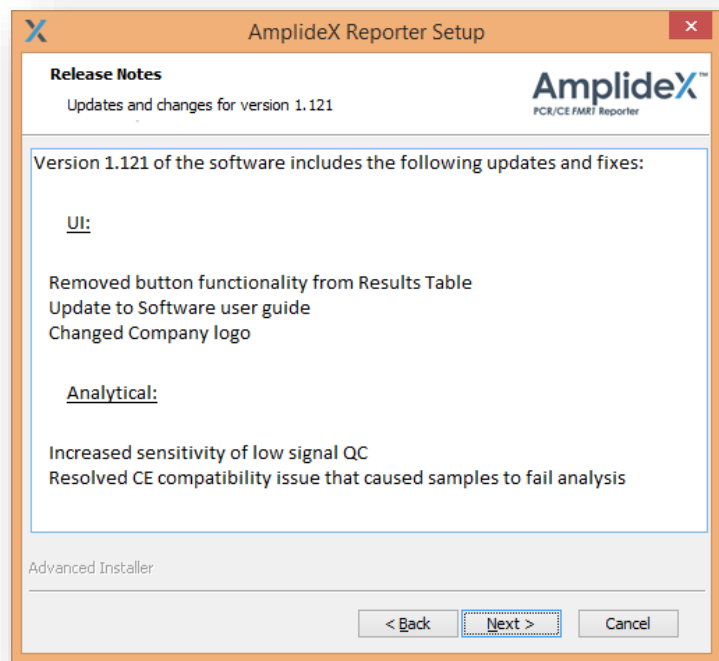 AmplideX Reporter Setup
Release Notes
Updates and changes for version 1.121
AmplideX™
PCR/CE FMR1 Reporter
Version 1.121 of the software includes the following updates and fixes:
UI:
Removed button functionality from Results Table
Update to Software user guide
Changed Company logo
Analytical:
Increased sensitivity of low signal QC
Resolved CE compatibility issue that caused samples to fail analysis
Advanced Installer
< Back
Next >
Cancel